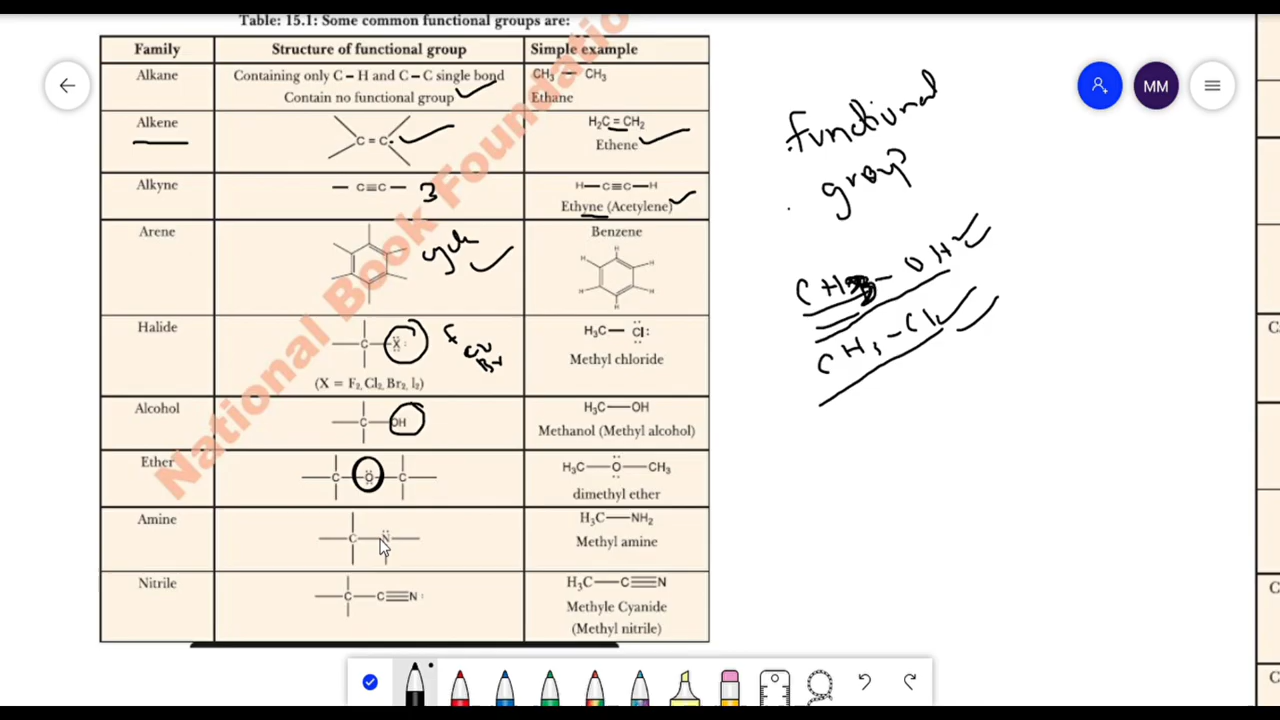 Table: 15.1: Some common functional groups are:
Family Structure of functional group Simple example
Alkane Containing only C – H and C – C single bond CH3 — CH3
Contain no functional group Ethane
Alkene C = C H2C = CH2
Ethene
Alkyne — C≡C — 3 H—C≡C—H
Ethyne (Acetylene)
Arene Benzene
H H
H H
H
Halide C X: H3C — Cl:
Methyl chloride
(X = F2, Cl2, Br2, I2)
Alcohol C OH H3C—OH
Methanol (Methyl alcohol)
Ether C O C H3C—O—CH3
dimethyl ether
Amine C N H3C—NH2
Methyl amine
Nitrile C—C≡N: H3C—C≡N
Methyle Cyanide
(Methyl nitrile)
National Book Foundation
functional
group
CH3 - OH
CH3 - Cl
MM